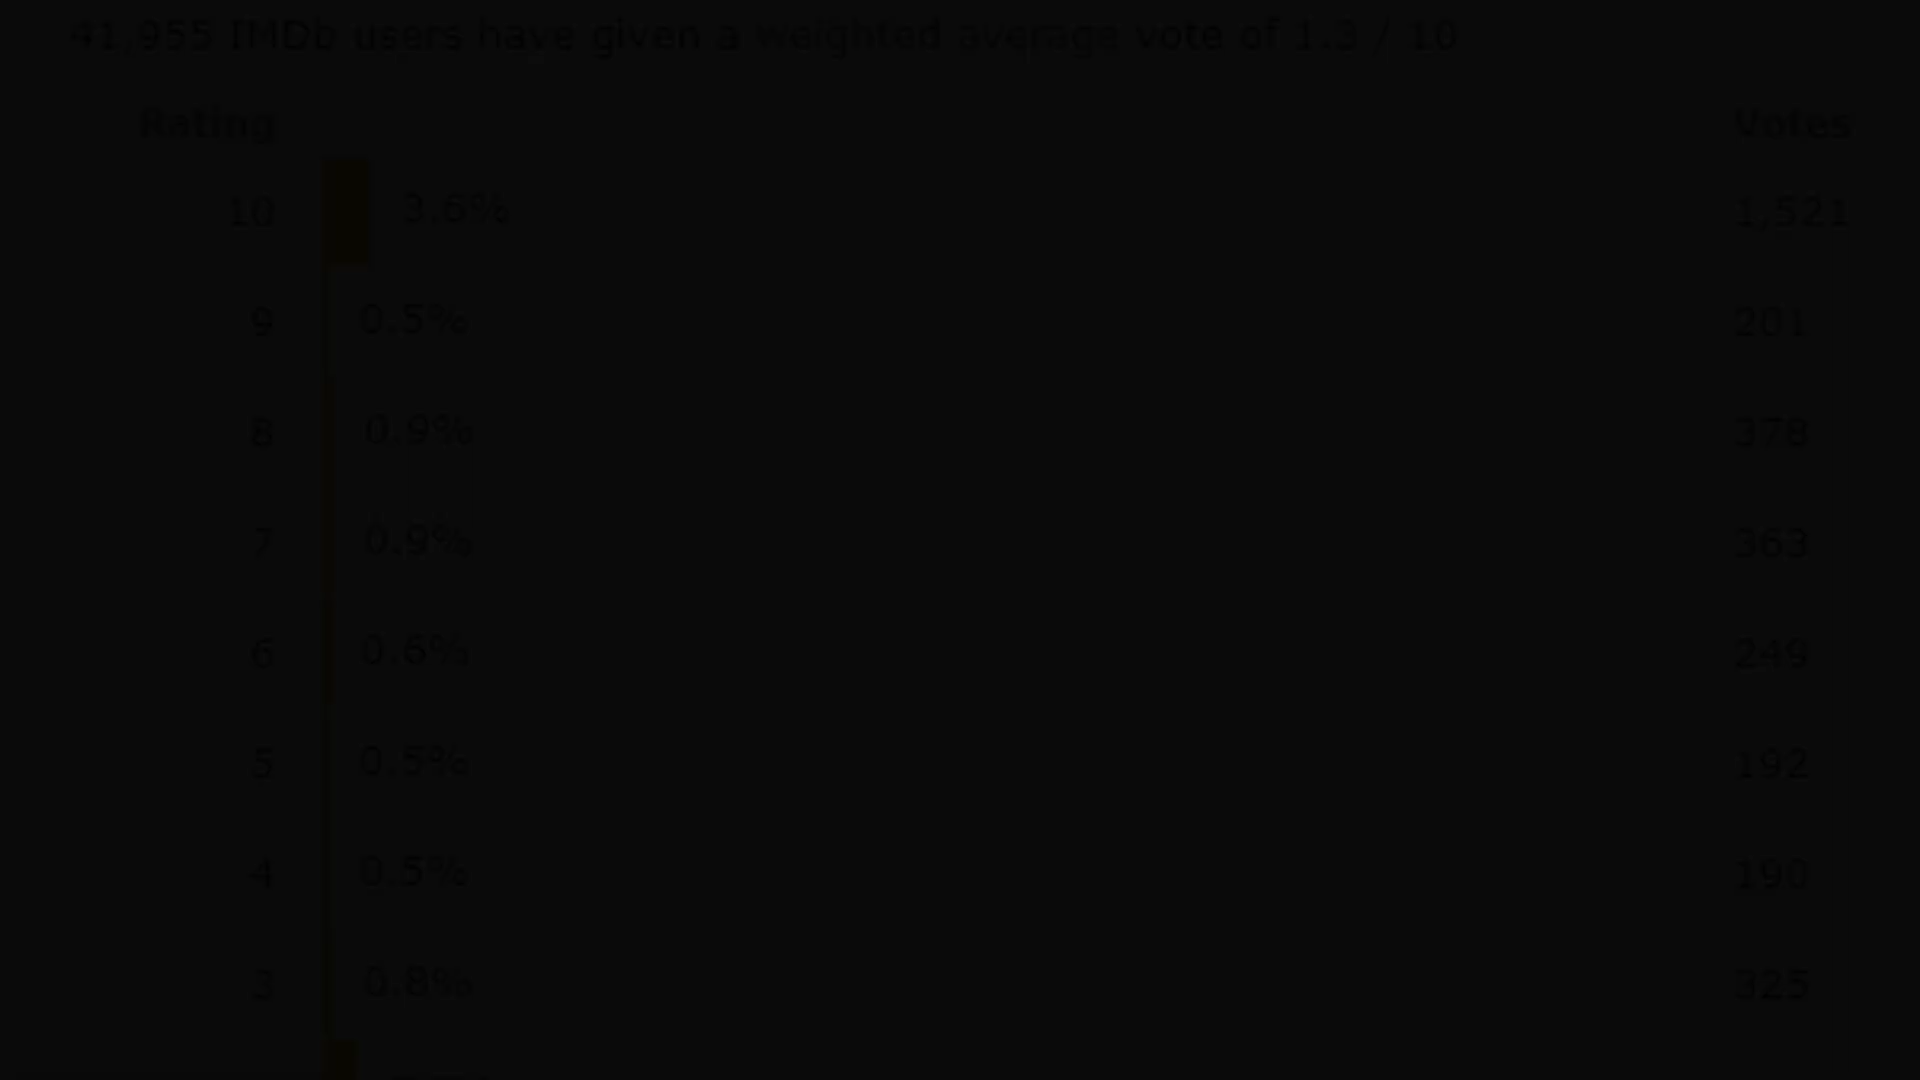 41,955 IMDb users have given a weighted average vote of 1.3 / 10
Rating Votes
10 3.6% 1,521
9 0.5% 201
8 0.9% 378
7 0.9% 363
6 0.6% 249
5 0.5% 192
4 0.5% 190
3 0.8% 325